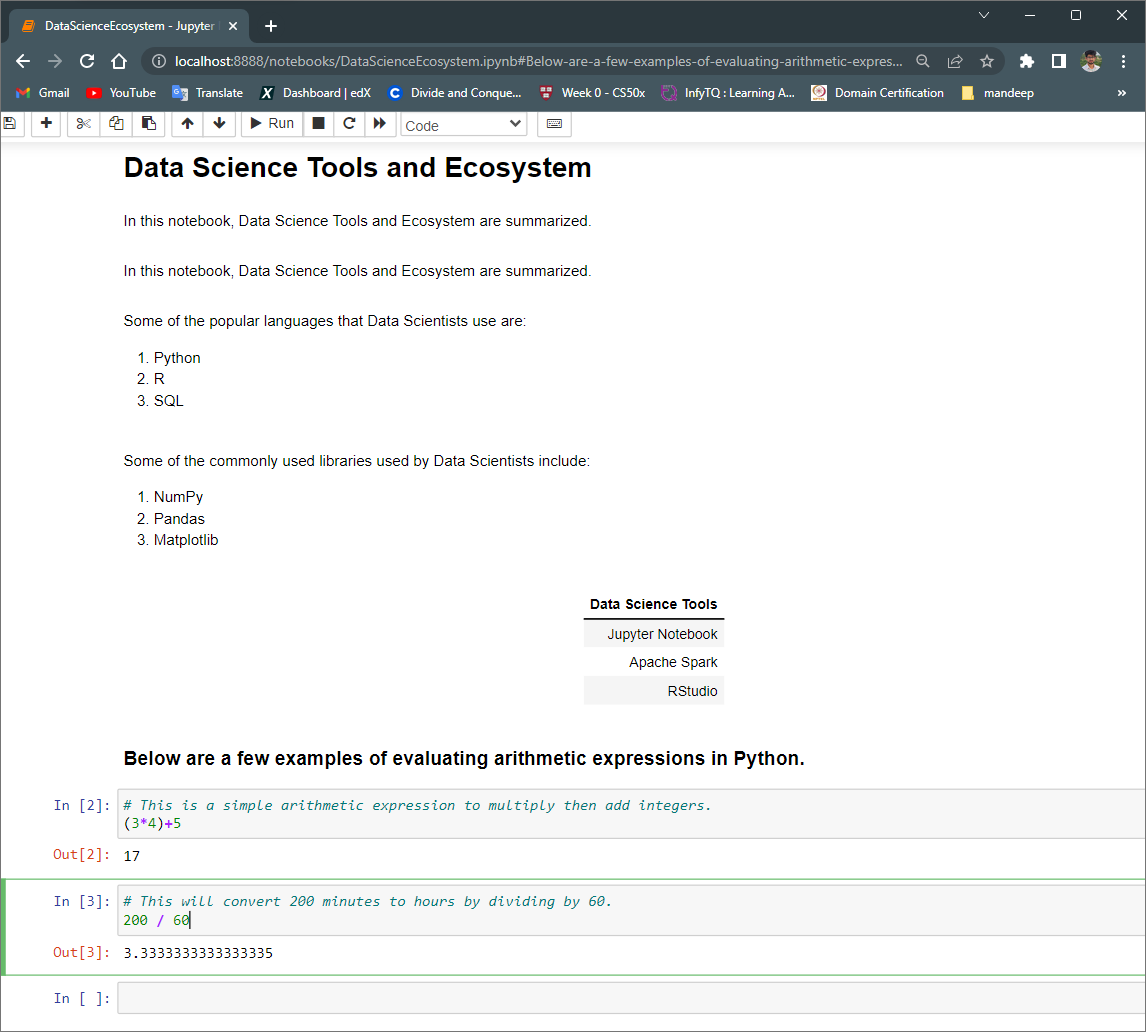 DataScienceEcosystem - Jupyter
localhost:8888/notebooks/DataScienceEcosystem.ipynb#Below-are-a-few-examples-of-evaluating-arithmetic-expres...
Gmail YouTube Translate Dashboard | edX Divide and Conque... Week 0 - CS50x InfyTQ : Learning A... Domain Certification mandeep »
Run Code
Data Science Tools and Ecosystem
In this notebook, Data Science Tools and Ecosystem are summarized.
In this notebook, Data Science Tools and Ecosystem are summarized.
Some of the popular languages that Data Scientists use are:
1. Python
2. R
3. SQL
Some of the commonly used libraries used by Data Scientists include:
1. NumPy
2. Pandas
3. Matplotlib
Data Science Tools
Jupyter Notebook
Apache Spark
RStudio
Below are a few examples of evaluating arithmetic expressions in Python.
In [2]: # This is a simple arithmetic expression to multiply then add integers.
(3*4)+5
Out[2]: 17
In [3]: # This will convert 200 minutes to hours by dividing by 60.
200 / 60
Out[3]: 3.3333333333333335
In [ ]: